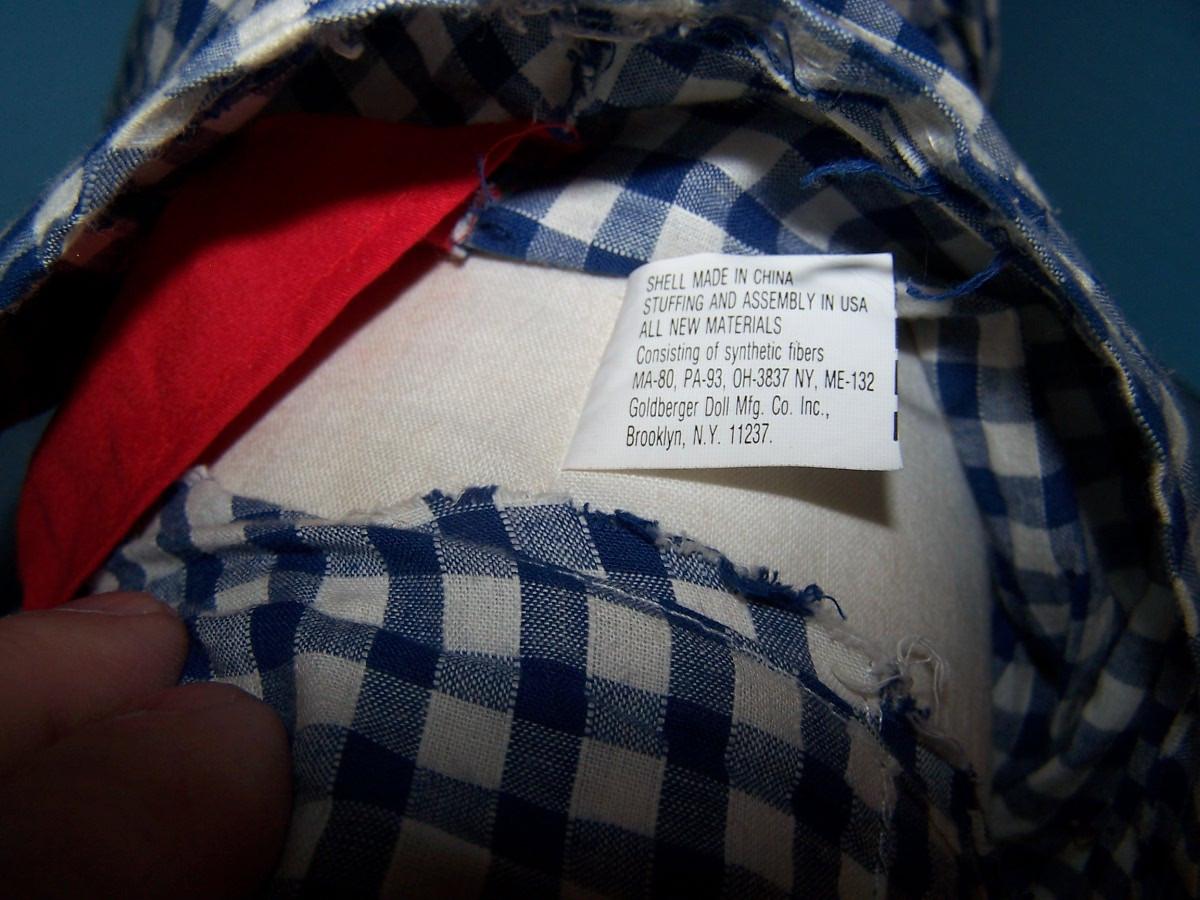 SHELL MADE IN CHINA
STUFFING AND ASSEMBLY IN USA
ALL NEW MATERIALS
Consisting of synthetic fibers
MA-80, PA-93, OH-3837 NY, ME-132
Goldberger Doll Mfg. Co. Inc.,
Brooklyn, N.Y. 11237.